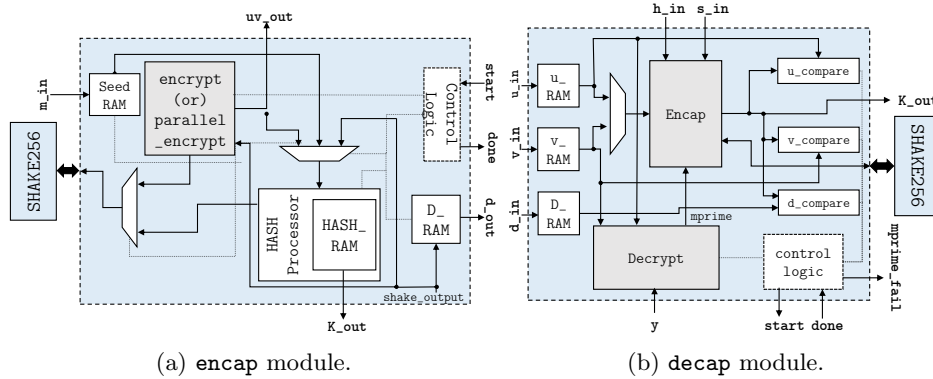 uv_out
m_in
Seed
RAM
encrypt
(or)
parallel
_encrypt
Control
Logic
start
done
SHAKE256
HASH
Processor
HASH_
RAM
D_
RAM
d_out
shake_output
K_out
(a) encap module.
h_in
s_in
u_in
u_
RAM
v_in
v_
RAM
D_in
D_
RAM
Encap
u_compare
v_compare
d_compare
K_out
SHAKE256
mprime
Decrypt
control
logic
mprime_fail
y
start
done
(b) decap module.